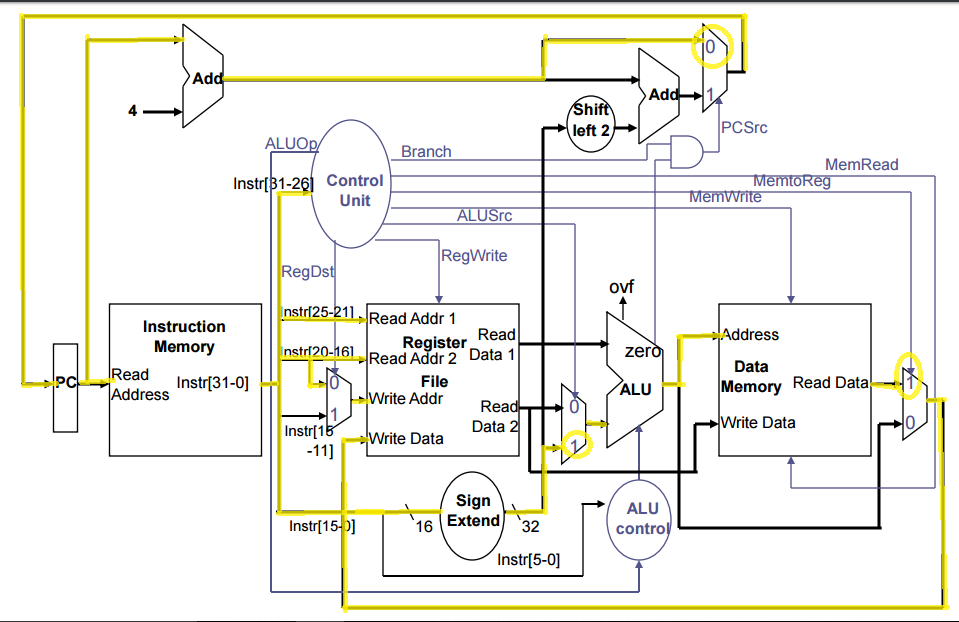 Add
0
4
Add
1
Shift
left 2
PCSrc
ALUOp
Branch
MemRead
Instr[31-26]
Control
Unit
MemtoReg
MemWrite
ALUSrc
RegDst
RegWrite
ovf
Instruction
Memory
Instr[25-21]
Read Addr 1
Register
Read
Data 1
zero
Address
Instr[20-16]
Read Addr 2
File
Data
Memory
PC
Read
Address
Instr[31-0]
0
Write Addr
ALU
Read Data
1
1
Read
Data 2
0
Write Data
0
Instr[15
-11]
Write Data
1
Sign
Extend
ALU
control
Instr[15-0]
16
32
Instr[5-0]